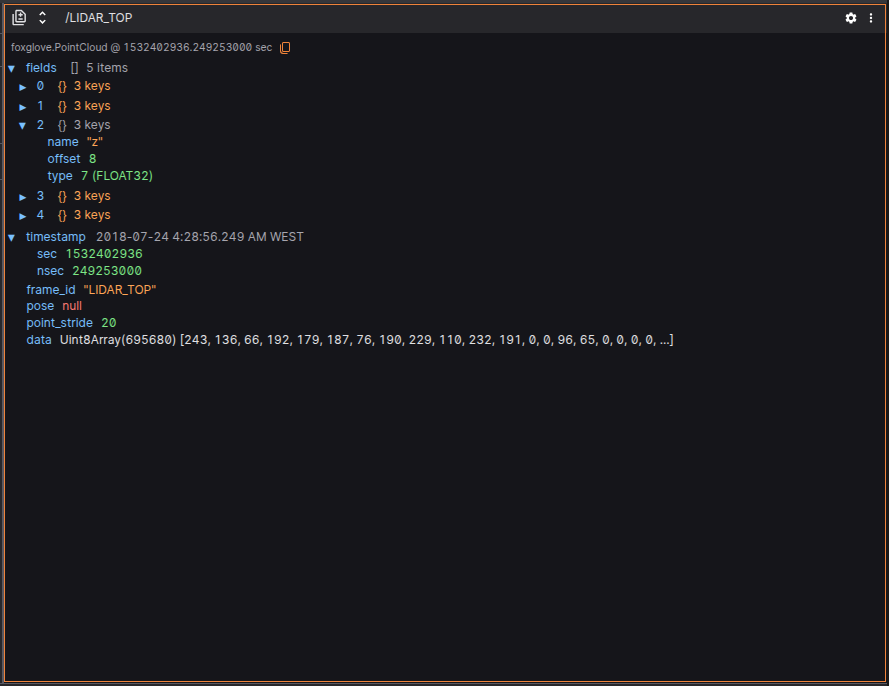 /LIDAR_TOP
foxglove.PointCloud @ 1532402936.249253000 sec
fields [] 5 items
0 {} 3 keys
1 {} 3 keys
2 {} 3 keys
name "z"
offset 8
type 7 (FLOAT32)
3 {} 3 keys
4 {} 3 keys
timestamp 2018-07-24 4:28:56.249 AM WEST
sec 1532402936
nsec 249253000
frame_id "LIDAR_TOP"
pose null
point_stride 20
data Uint8Array(695680) [243, 136, 66, 192, 179, 187, 76, 190, 229, 110, 232, 191, 0, 0, 96, 65, 0, 0, 0, 0, ...]